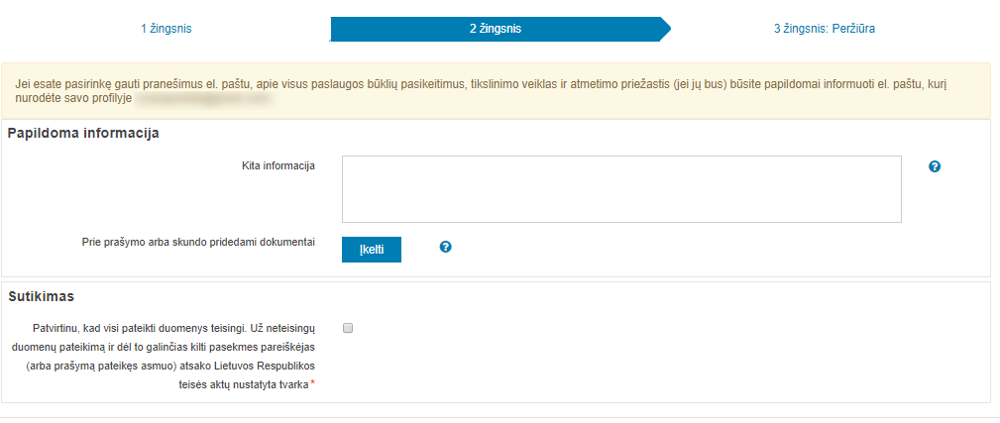 1 žingsnis
2 žingsnis
3 žingsnis: Peržiūra
Jei esate pasirinkę gauti pranešimus el. paštu, apie visus paslaugos būklių pasikeitimus, tikslinimo veiklas ir atmetimo priežastis (jei jų bus) būsite papildomai informuoti el. paštu, kurį
nurodėte savo profilyje
Papildoma informacija
Kita informacija
Prie prašymo arba skundo pridedami dokumentai
Įkelti
Sutikimas
Patvirtinu, kad visi pateikti duomenys teisingi. Už neteisingų
duomenų pateikimą ir dėl to galinčias kilti pasekmes pareiškėjas
(arba prašymą pateikęs asmuo) atsako Lietuvos Respublikos
teisės aktų nustatyta tvarka *